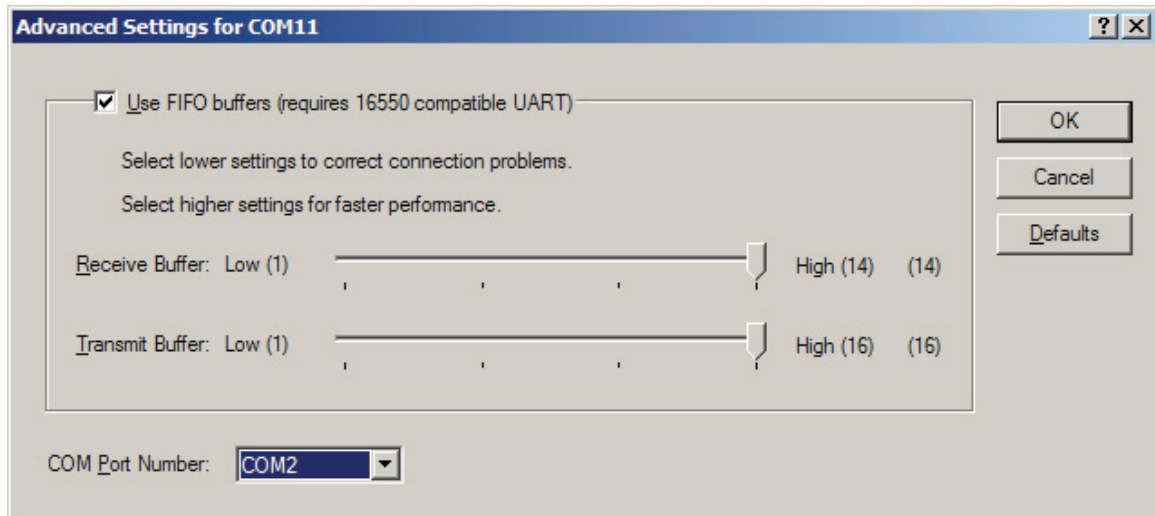 Advanced Settings for COM11
Use FIFO buffers (requires 16550 compatible UART)
Select lower settings to correct connection problems.
Select higher settings for faster performance.
Receive Buffer: Low (1) High (14) (14)
Transmit Buffer: Low (1) High (16) (16)
COM Port Number: COM2
OK
Cancel
Defaults